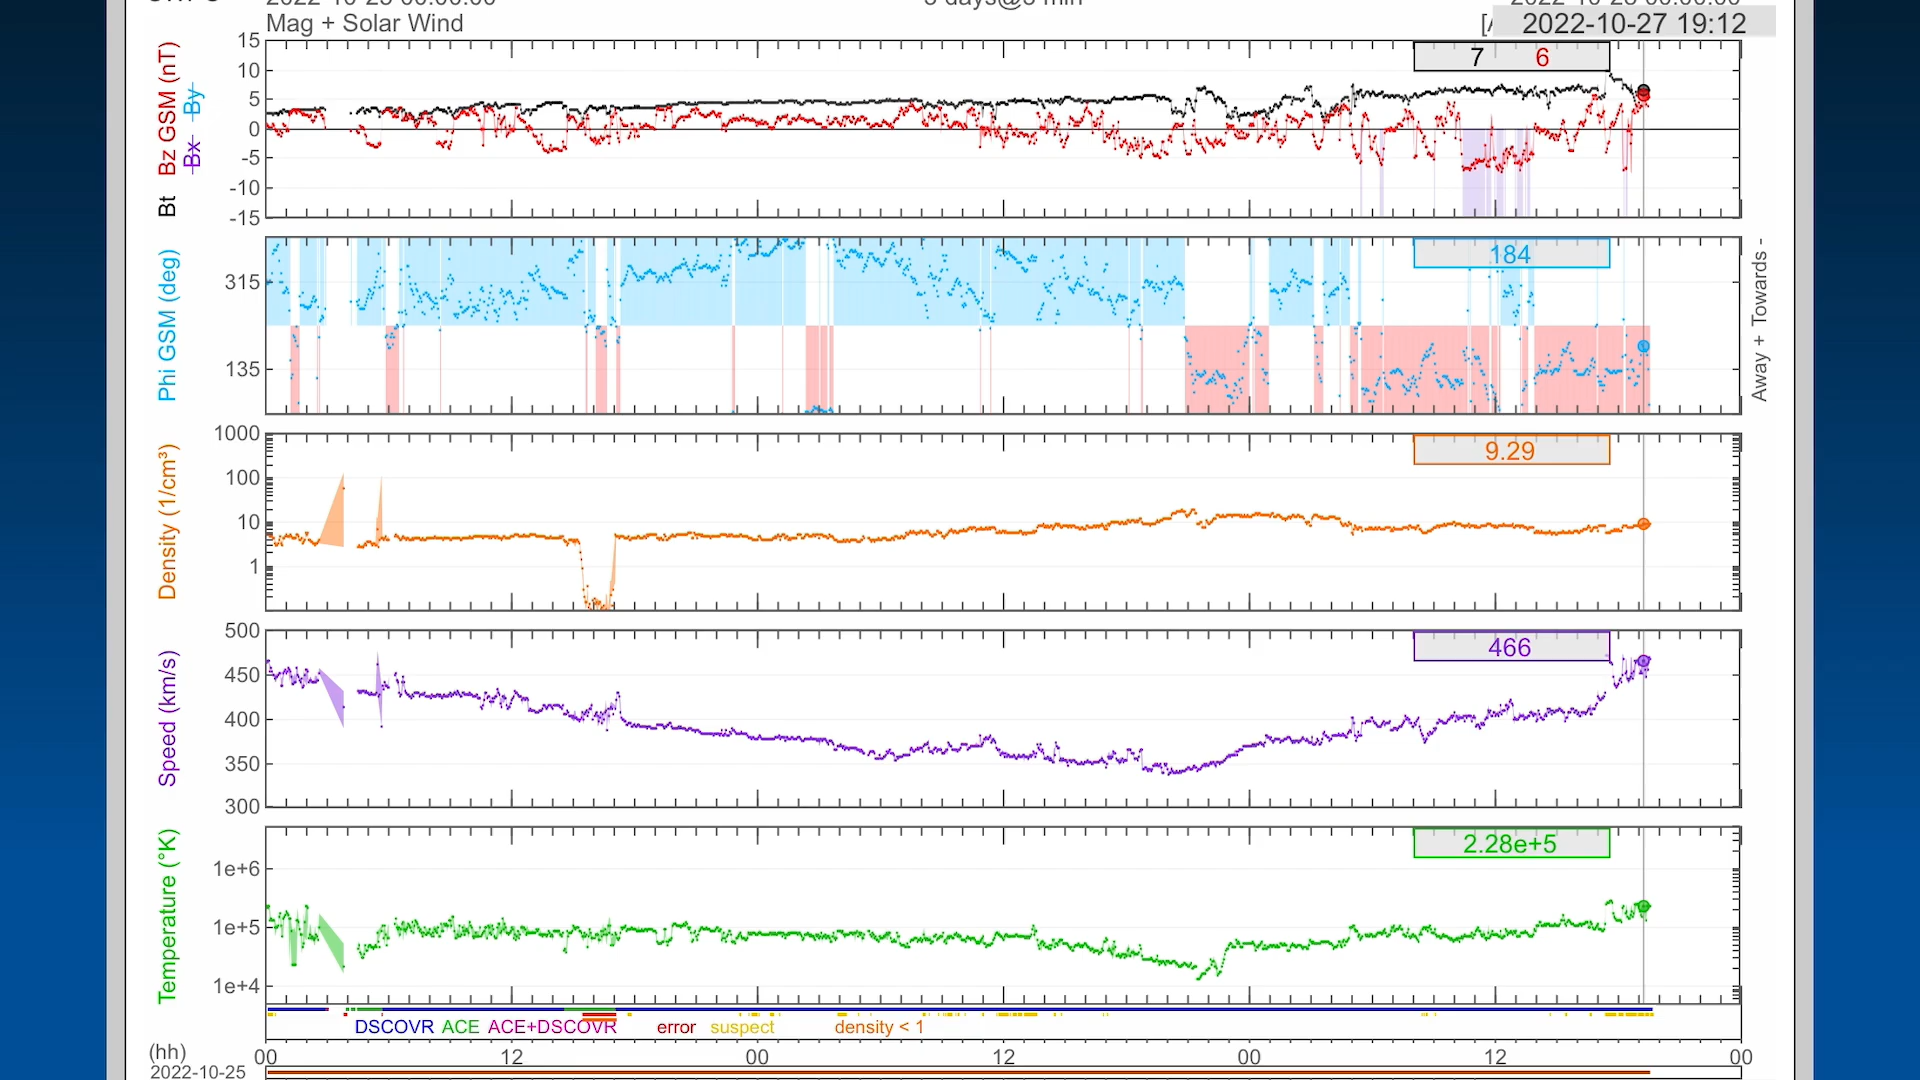 Mag + Solar Wind
2022-10-27 19:12
Bt Bz GSM (nT)
Bx By
15
10
5
0
-5
-10
-15
7 6
Phi GSM (deg)
315
135
184
Away + Towards -
Density (1/cm³)
1000
100
10
1
9.29
Speed (km/s)
500
450
400
350
300
466
Temperature (°K)
1e+6
1e+5
1e+4
2.28e+5
DSCOVR ACE ACE+DSCOVR error suspect density < 1
(hh) 00 12 00 12 00 12 00
2022-10-25